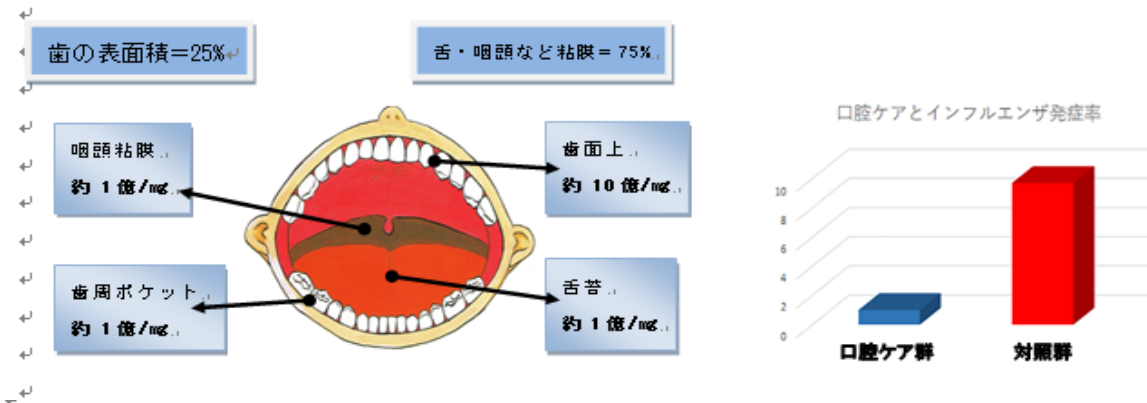 歯の表面積＝25%
舌・咽頭など粘膜＝75%
咽頭粘膜
約1億/mg
歯面上
約10億/mg
歯周ポケット
約1億/mg
舌苔
約1億/mg
口腔ケアとインフルエンザ発症率
10
8
6
4
2
0
口腔ケア群
対照群